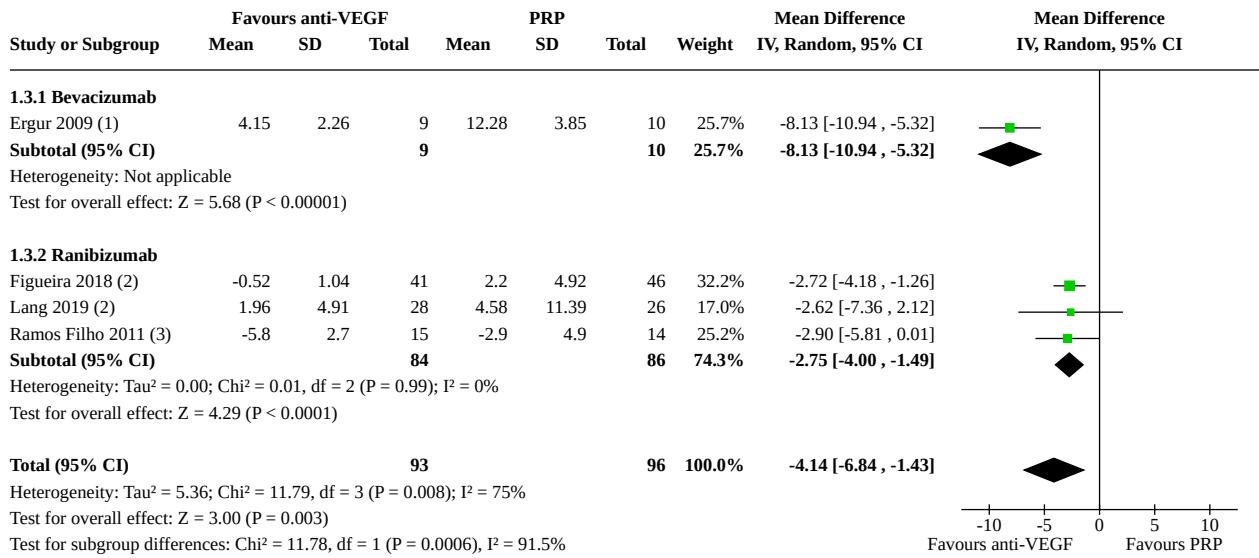 Favours anti-VEGF PRP Mean Difference Mean Difference
Study or Subgroup Mean SD Total Mean SD Total Weight IV, Random, 95% CI IV, Random, 95% CI
1.3.1 Bevacizumab
Ergur 2009 (1) 4.15 2.26 9 12.28 3.85 10 25.7% -8.13 [-10.94 , -5.32]
Subtotal (95% CI) 9 10 25.7% -8.13 [-10.94 , -5.32]
Heterogeneity: Not applicable
Test for overall effect: Z = 5.68 (P < 0.00001)
1.3.2 Ranibizumab
Figueira 2018 (2) -0.52 1.04 41 2.2 4.92 46 32.2% -2.72 [-4.18 , -1.26]
Lang 2019 (2) 1.96 4.91 28 4.58 11.39 26 17.0% -2.62 [-7.36 , 2.12]
Ramos Filho 2011 (3) -5.8 2.7 15 -2.9 4.9 14 25.2% -2.90 [-5.81 , 0.01]
Subtotal (95% CI) 84 86 74.3% -2.75 [-4.00 , -1.49]
Heterogeneity: Tau² = 0.00; Chi² = 0.01, df = 2 (P = 0.99); I² = 0%
Test for overall effect: Z = 4.29 (P < 0.0001)
Total (95% CI) 93 96 100.0% -4.14 [-6.84 , -1.43]
Heterogeneity: Tau² = 5.36; Chi² = 11.79, df = 3 (P = 0.008); I² = 75%
Test for overall effect: Z = 3.00 (P = 0.003)
-10 -5 0 5 10
Test for subgroup differences: Chi² = 11.78, df = 1 (P = 0.0006), I² = 91.5% Favours anti-VEGF Favours PRP